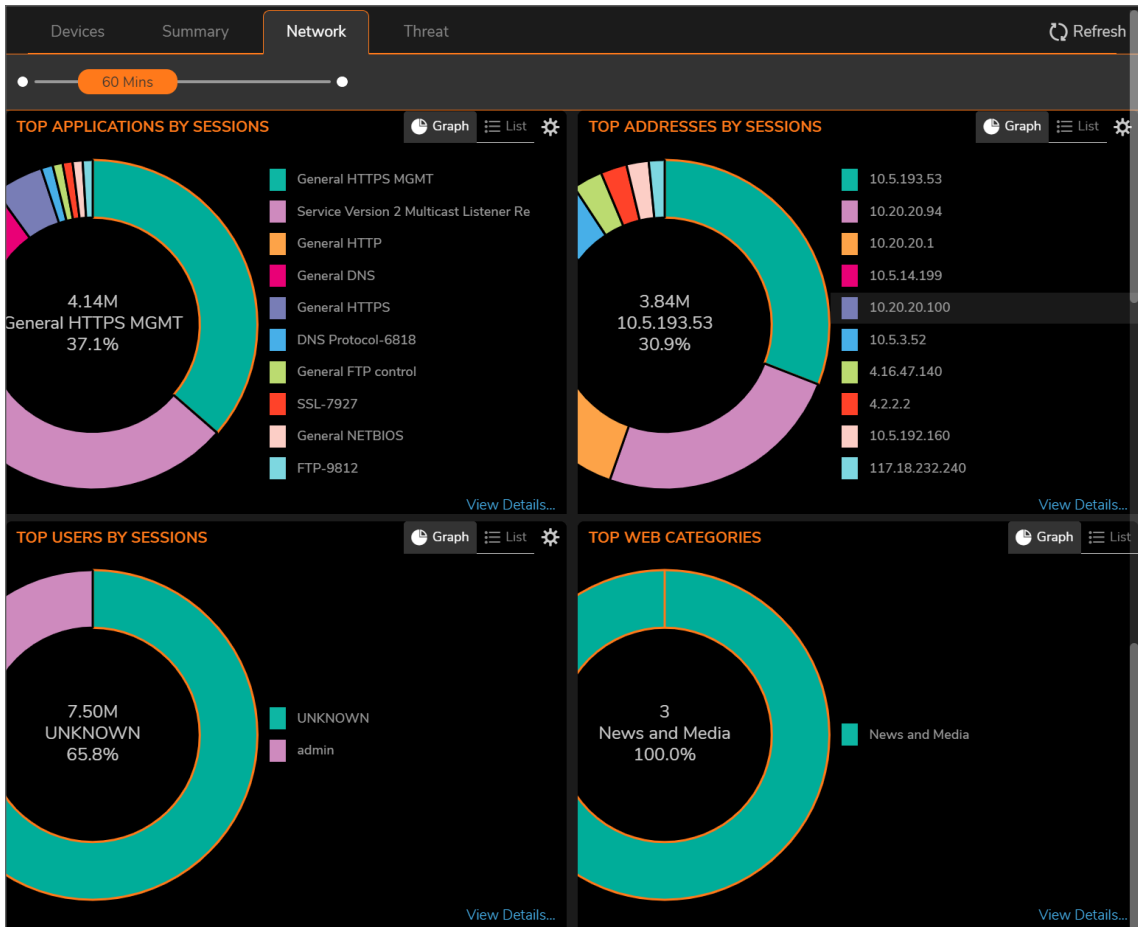 Devices
Summary
Network
Threat
Refresh
60 Mins
TOP APPLICATIONS BY SESSIONS
Graph
List
4.14M
General HTTPS MGMT
37.1%
General HTTPS MGMT
Service Version 2 Multicast Listener Re
General HTTP
General DNS
General HTTPS
DNS Protocol-6818
General FTP control
SSL-7927
General NETBIOS
FTP-9812
View Details...
TOP ADDRESSES BY SESSIONS
Graph
List
3.84M
10.5.193.53
30.9%
10.5.193.53
10.20.20.94
10.20.20.1
10.5.14.199
10.20.20.100
10.5.3.52
4.16.47.140
4.2.2.2
10.5.192.160
117.18.232.240
View Details...
TOP USERS BY SESSIONS
Graph
List
7.50M
UNKNOWN
65.8%
UNKNOWN
admin
View Details...
TOP WEB CATEGORIES
Graph
List
3
News and Media
100.0%
News and Media
View Details...